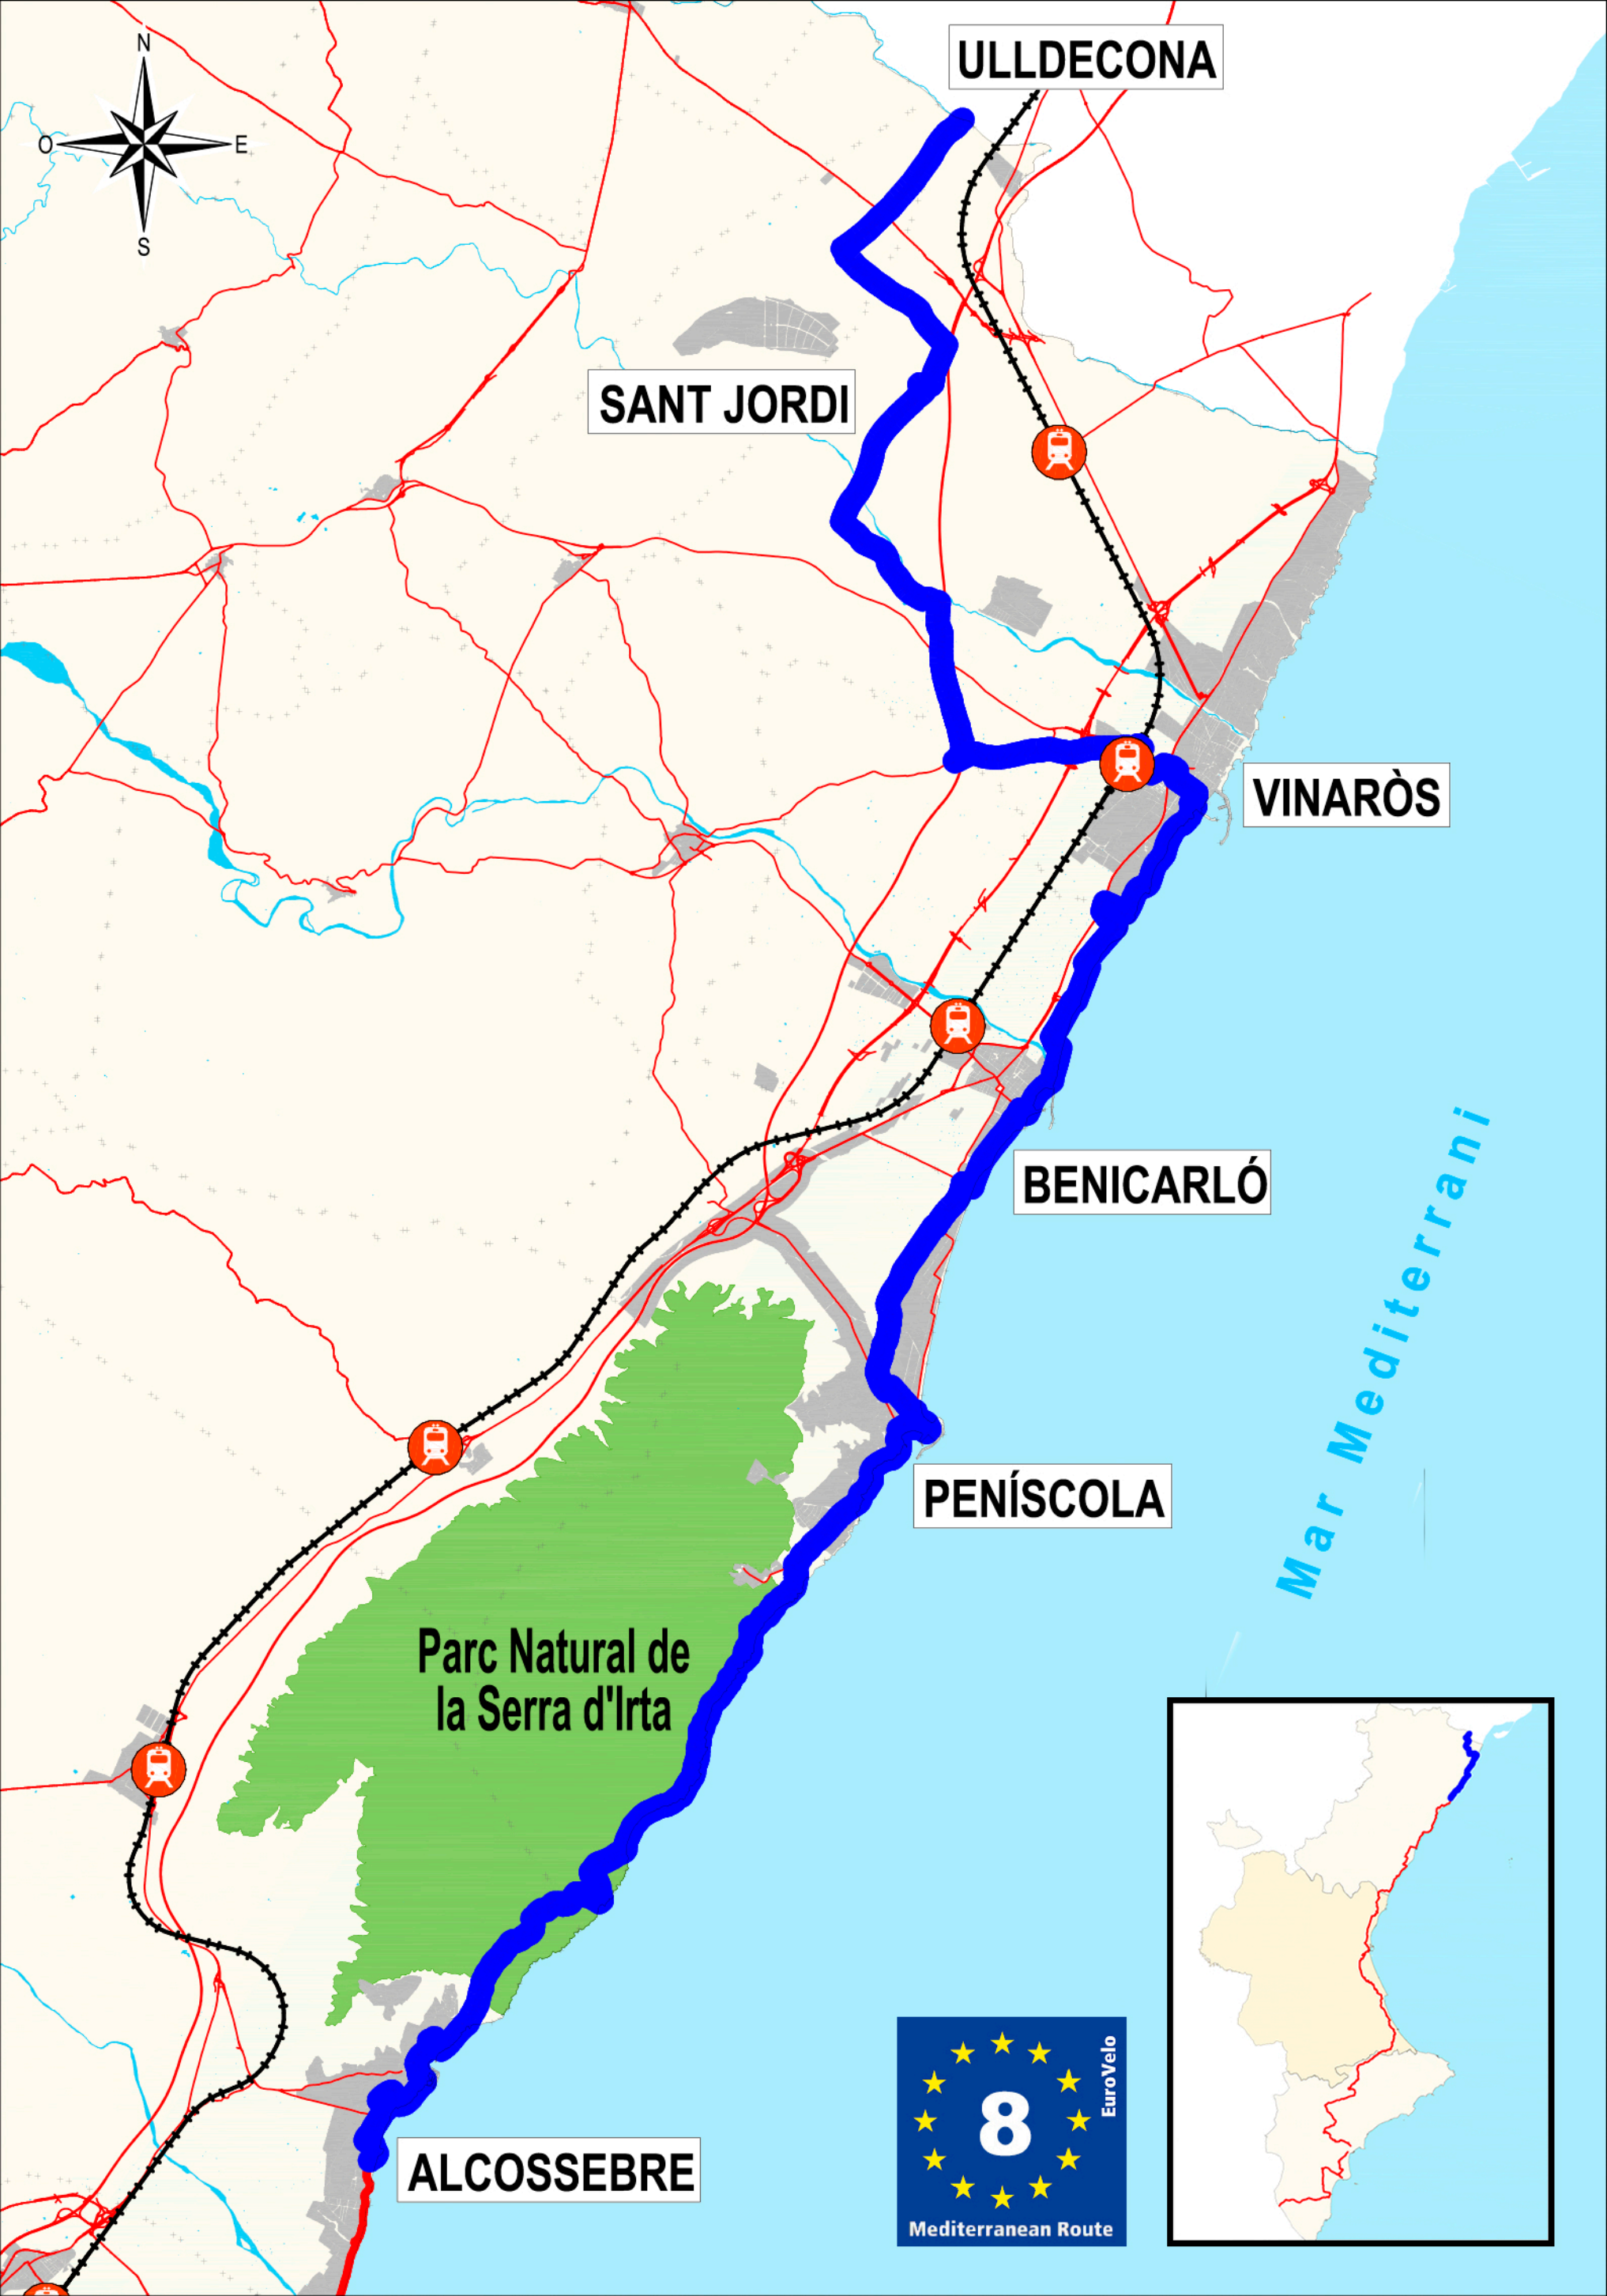 ULLDECONA
N
O
E
S
SANT JORDI
VINARÒS
BENICARLÓ
Mar Mediterrani
PENÍSCOLA
Parc Natural de
la Serra d'Irta
ALCOSSEBRE
EuroVelo
8
Mediterranean Route